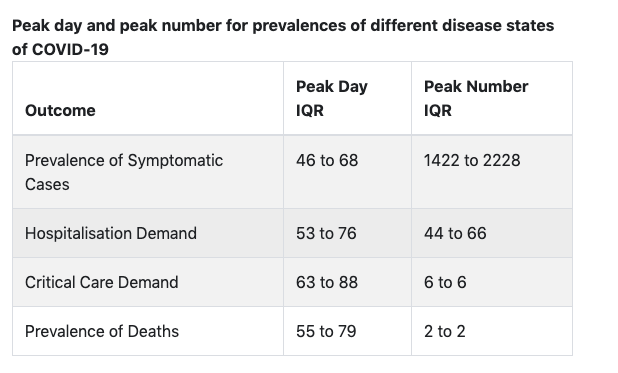 Peak day and peak number for prevalences of different disease states
of COVID-19
Outcome Peak Day IQR Peak Number IQR
Prevalence of Symptomatic Cases 46 to 68 1422 to 2228
Hospitalisation Demand 53 to 76 44 to 66
Critical Care Demand 63 to 88 6 to 6
Prevalence of Deaths 55 to 79 2 to 2